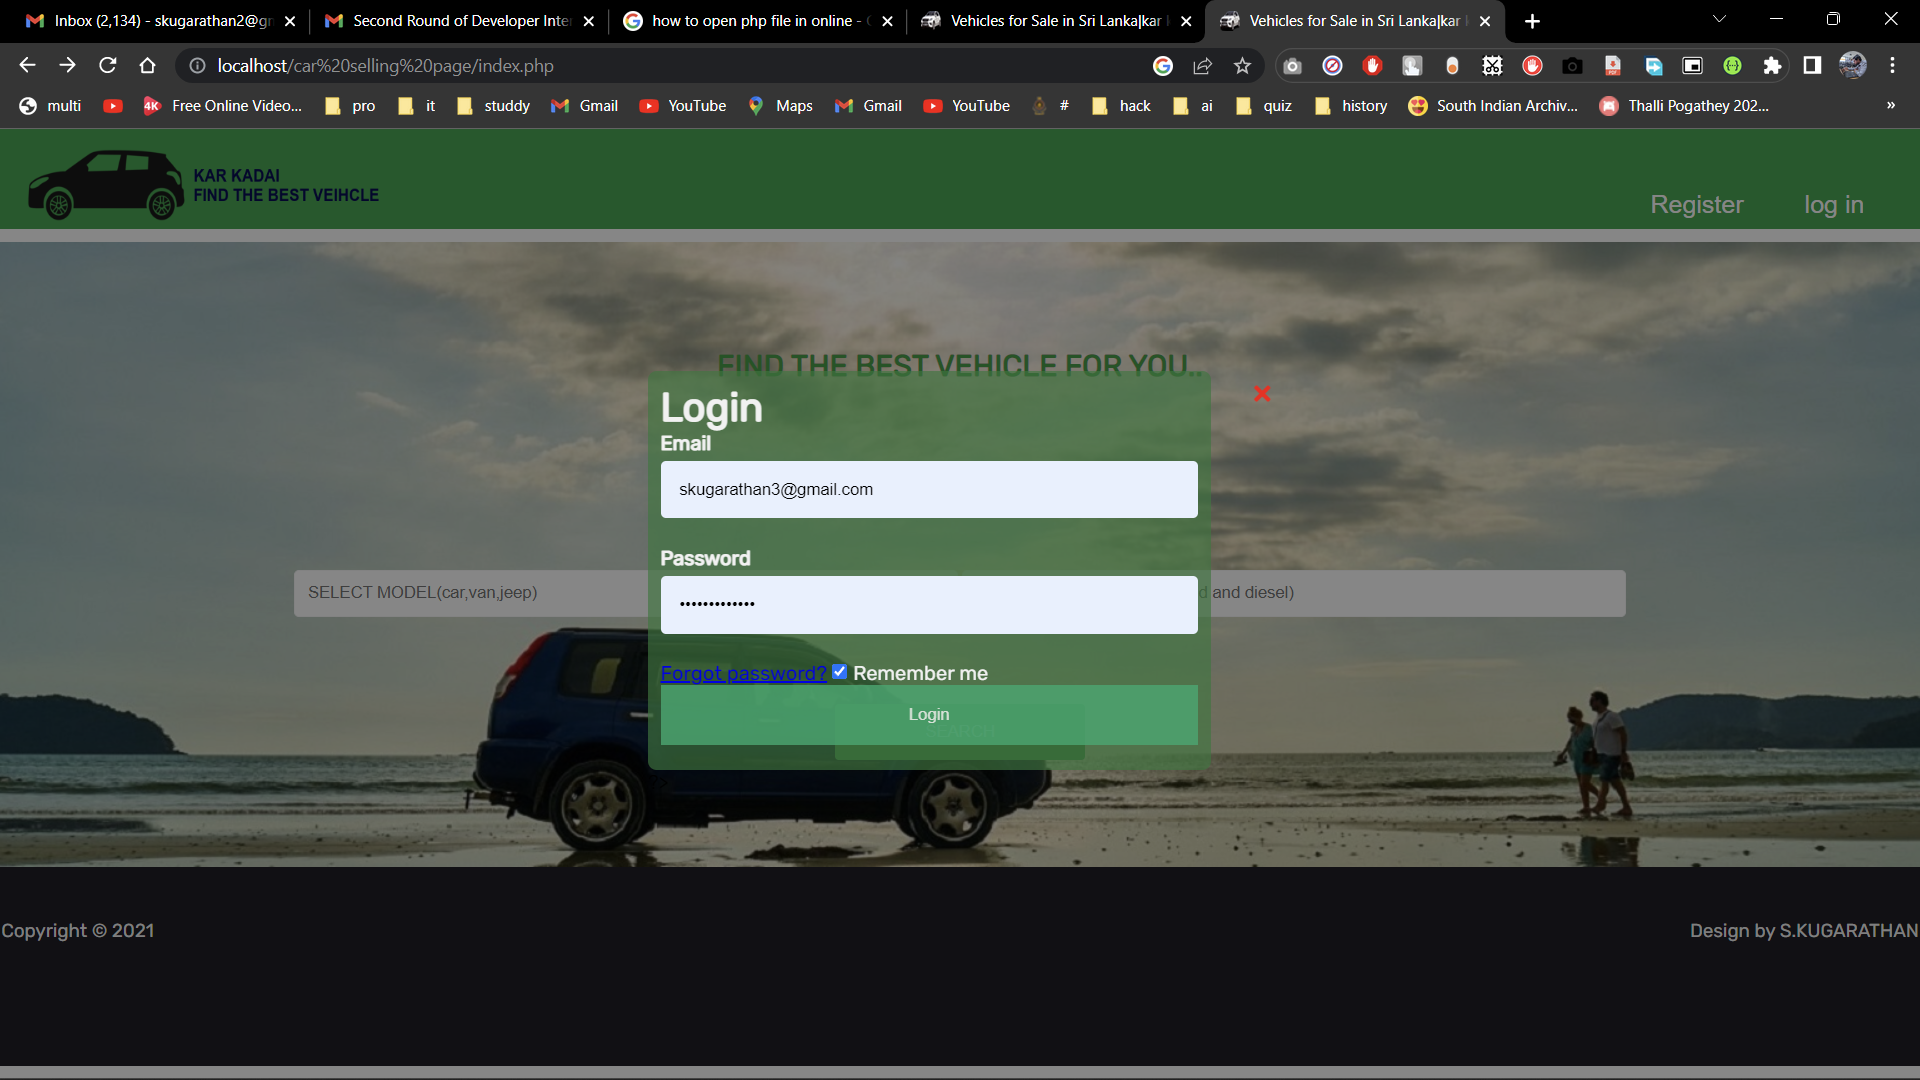 Inbox (2,134) - skugarathan2@gn
Second Round of Developer Inte
how to open php file in online -
Vehicles for Sale in Sri Lanka|kar
Vehicles for Sale in Sri Lanka|kar
localhost/car%20selling%20page/index.php
multi
4K Free Online Video...
pro
it
studdy
Gmail
YouTube
Maps
Gmail
YouTube
#
hack
ai
quiz
history
South Indian Archiv...
Thalli Pogathey 202...
»
KAR KADAI
FIND THE BEST VEIHCLE
Register
log in
FIND THE BEST VEHICLE FOR YOU..
Login
Email
skugarathan3@gmail.com
Password
•••••••••••••
SELECT MODEL(car,van,jeep)
and diesel)
Forgot password? Remember me
Login
SEARCH
Copyright © 2021
Design by S.KUGARATHAN